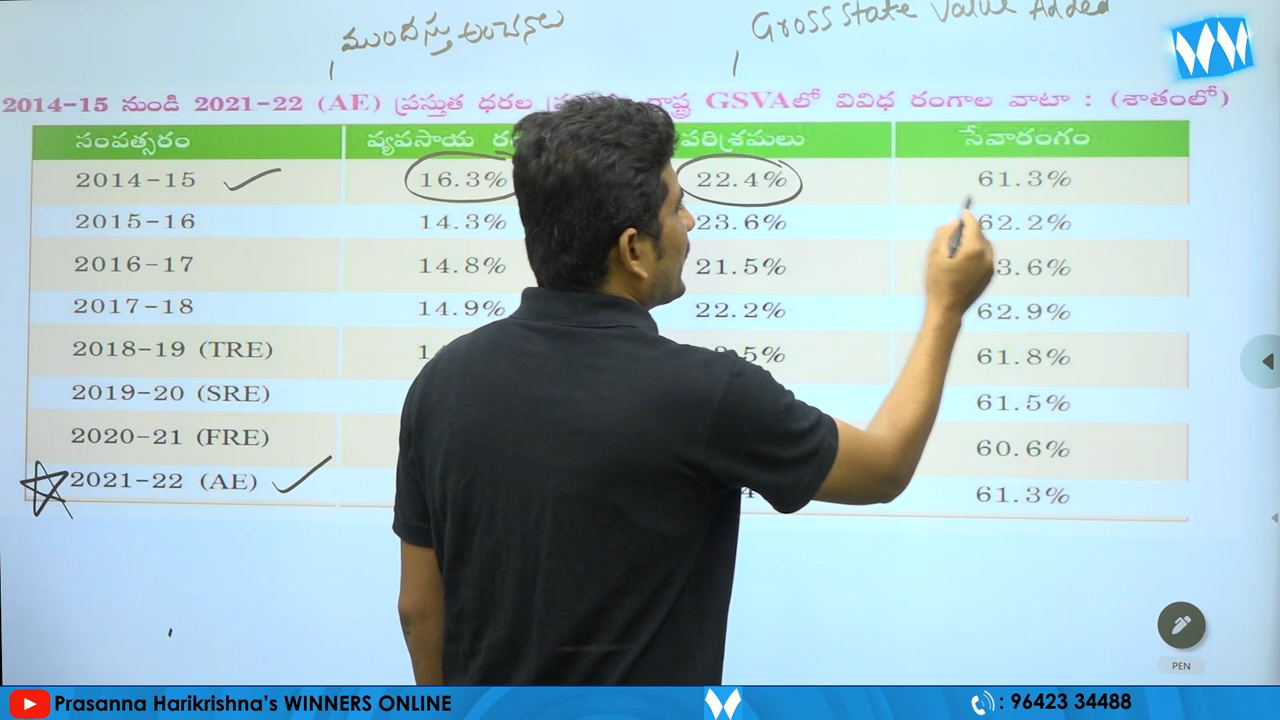 ముందస్తు అంచనాలు
Gross State Value Added
2014-15 నుండి 2021-22 (AE) ప్రస్తుత ధరల రాష్ట్ర GSVAలో వివిధ రంగాల వాటా : (శాతంలో)
సంపత్సరం వ్యవసాయ పరిశ్రమలు సేవారంగం
2014-15 16.3% 22.4% 61.3%
2015-16 14.3% 23.6% 62.2%
2016-17 14.8% 21.5% 3.6%
2017-18 14.9% 22.2% 62.9%
2018-19 (TRE) 61.8%
2019-20 (SRE) 61.5%
2020-21 (FRE) 60.6%
2021-22 (AE) 61.3%
PEN
Prasanna Harikrishna's WINNERS ONLINE : 96423 34488